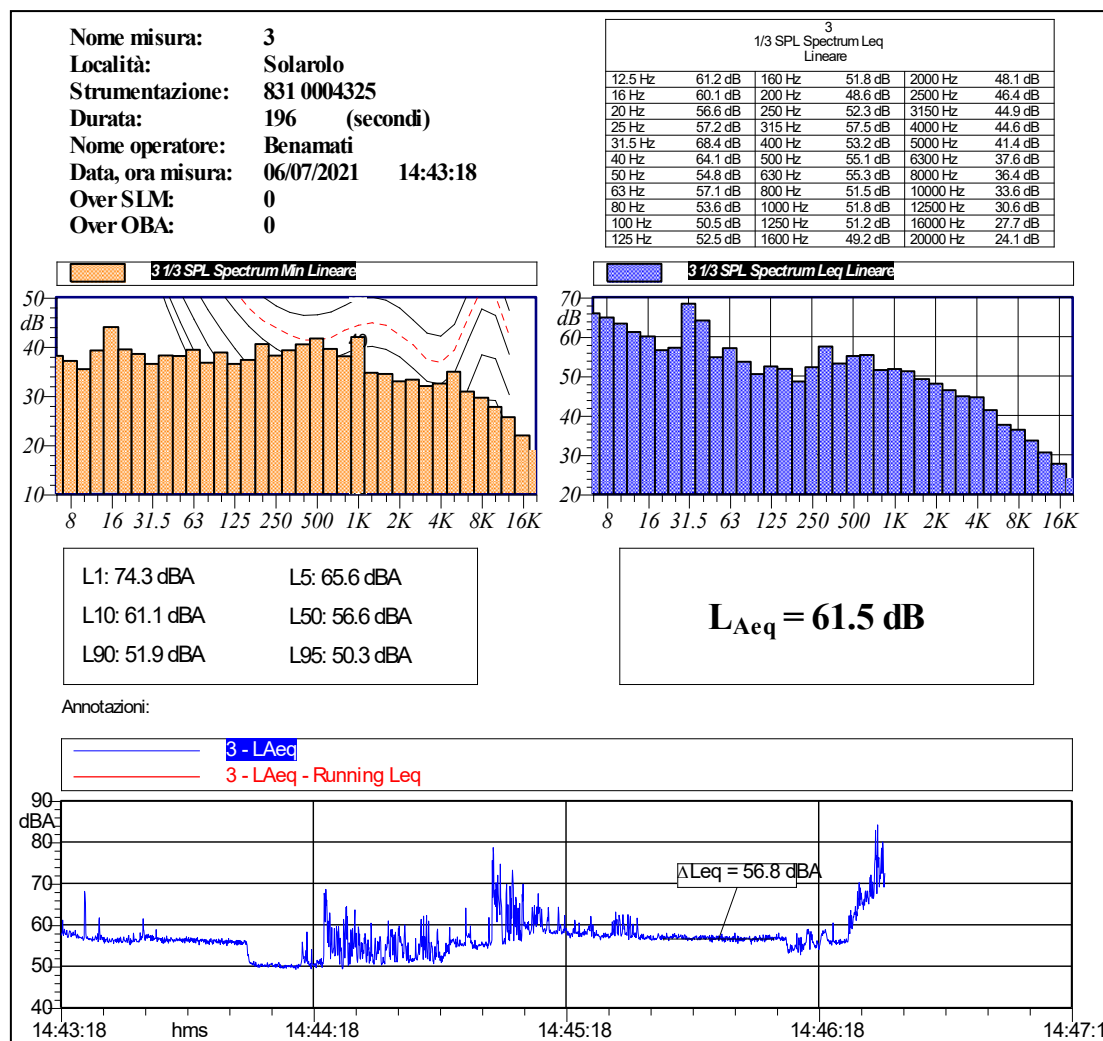 Nome misura: 3
Località: Solarolo
Strumentazione: 831 0004325
Durata: 196 (secondi)
Nome operatore: Benamati
Data, ora misura: 06/07/2021 14:43:18
Over SLM: 0
Over OBA: 0
3
1/3 SPL Spectrum Leq
Lineare
12.5 Hz 61.2 dB 160 Hz 51.8 dB 2000 Hz 48.1 dB
16 Hz 60.1 dB 200 Hz 48.6 dB 2500 Hz 46.4 dB
20 Hz 56.6 dB 250 Hz 52.3 dB 3150 Hz 44.9 dB
25 Hz 57.2 dB 315 Hz 57.5 dB 4000 Hz 44.6 dB
31.5 Hz 68.4 dB 400 Hz 53.2 dB 5000 Hz 41.4 dB
40 Hz 64.1 dB 500 Hz 55.1 dB 6300 Hz 37.6 dB
50 Hz 54.8 dB 630 Hz 55.3 dB 8000 Hz 36.4 dB
63 Hz 57.1 dB 800 Hz 51.5 dB 10000 Hz 33.6 dB
80 Hz 53.6 dB 1000 Hz 51.8 dB 12500 Hz 30.6 dB
100 Hz 50.5 dB 1250 Hz 51.2 dB 16000 Hz 27.7 dB
125 Hz 52.5 dB 1600 Hz 49.2 dB 20000 Hz 24.1 dB
3 1/3 SPL Spectrum Min Lineare
50
dB
40
30
20
10
8 16 31.5 63 125 250 500 1K 2K 4K 8K 16K
3 1/3 SPL Spectrum Leq Lineare
70
dB
60
50
40
30
20
8 16 31.5 63 125 250 500 1K 2K 4K 8K 16K
L1: 74.3 dBA L5: 65.6 dBA
L10: 61.1 dBA L50: 56.6 dBA
L90: 51.9 dBA L95: 50.3 dBA
LAeq = 61.5 dB
Annotazioni:
3 - LAeq
3 - LAeq - Running Leq
90
dBA
80
70
60
50
40
ΔLeq = 56.8 dBA
14:43:18 hms 14:44:18 14:45:18 14:46:18 14:47:1